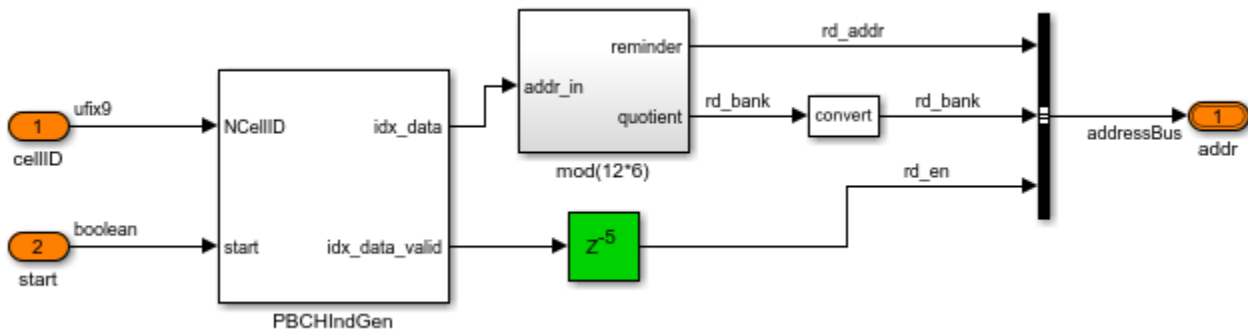 reminder
rd_addr
addr_in
quotient
rd_bank
convert
rd_bank
mod(12*6)
ufix9
1
cellID
NCellID
idx_data
addressBus
1
addr
rd_en
boolean
2
start
start
idx_data_valid
Z-5
PBCHIndGen